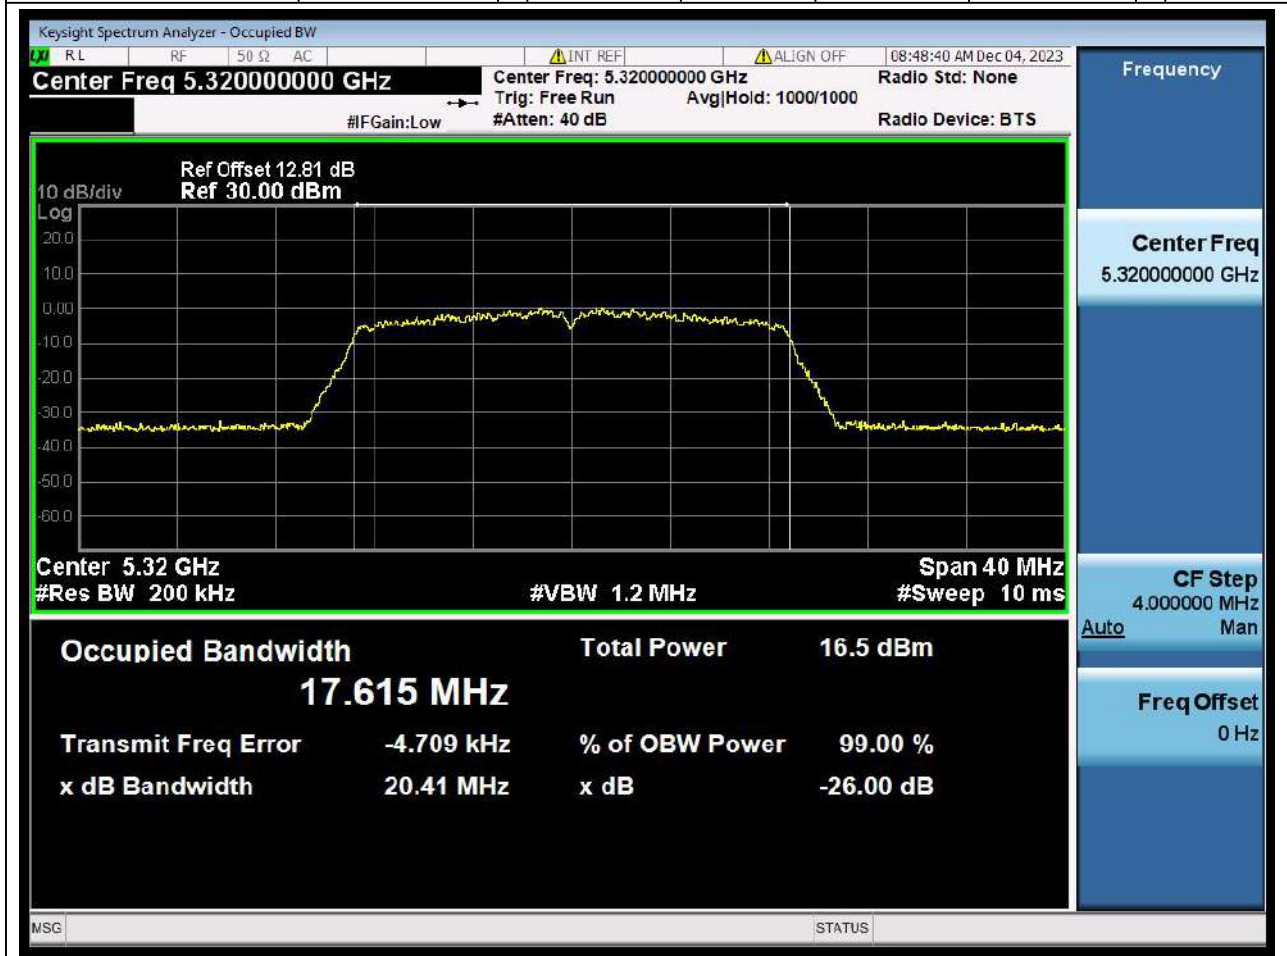 Keysight Spectrum Analyzer - Occupied BW
LXI RL RF 50 Ω AC INT REF ALIGN OFF 08:48:40 AM Dec 04, 2023
Center Freq 5.320000000 GHz
Center Freq: 5.320000000 GHz
Radio Std: None
Trig: Free Run Avg|Hold: 1000/1000
#IFGain:Low
#Atten: 40 dB
Radio Device: BTS
Ref Offset 12.81 dB
10 dB/div Ref 30.00 dBm
Log
20.0
10.0
0.00
-10.0
-20.0
-30.0
-40.0
-50.0
-60.0
Center 5.32 GHz Span 40 MHz
#Res BW 200 kHz #VBW 1.2 MHz #Sweep 10 ms
Occupied Bandwidth Total Power 16.5 dBm
17.615 MHz
Transmit Freq Error -4.709 kHz % of OBW Power 99.00 %
x dB Bandwidth 20.41 MHz x dB -26.00 dB
MSG STATUS
Frequency
Center Freq
5.320000000 GHz
CF Step
4.000000 MHz
Auto Man
Freq Offset
0 Hz